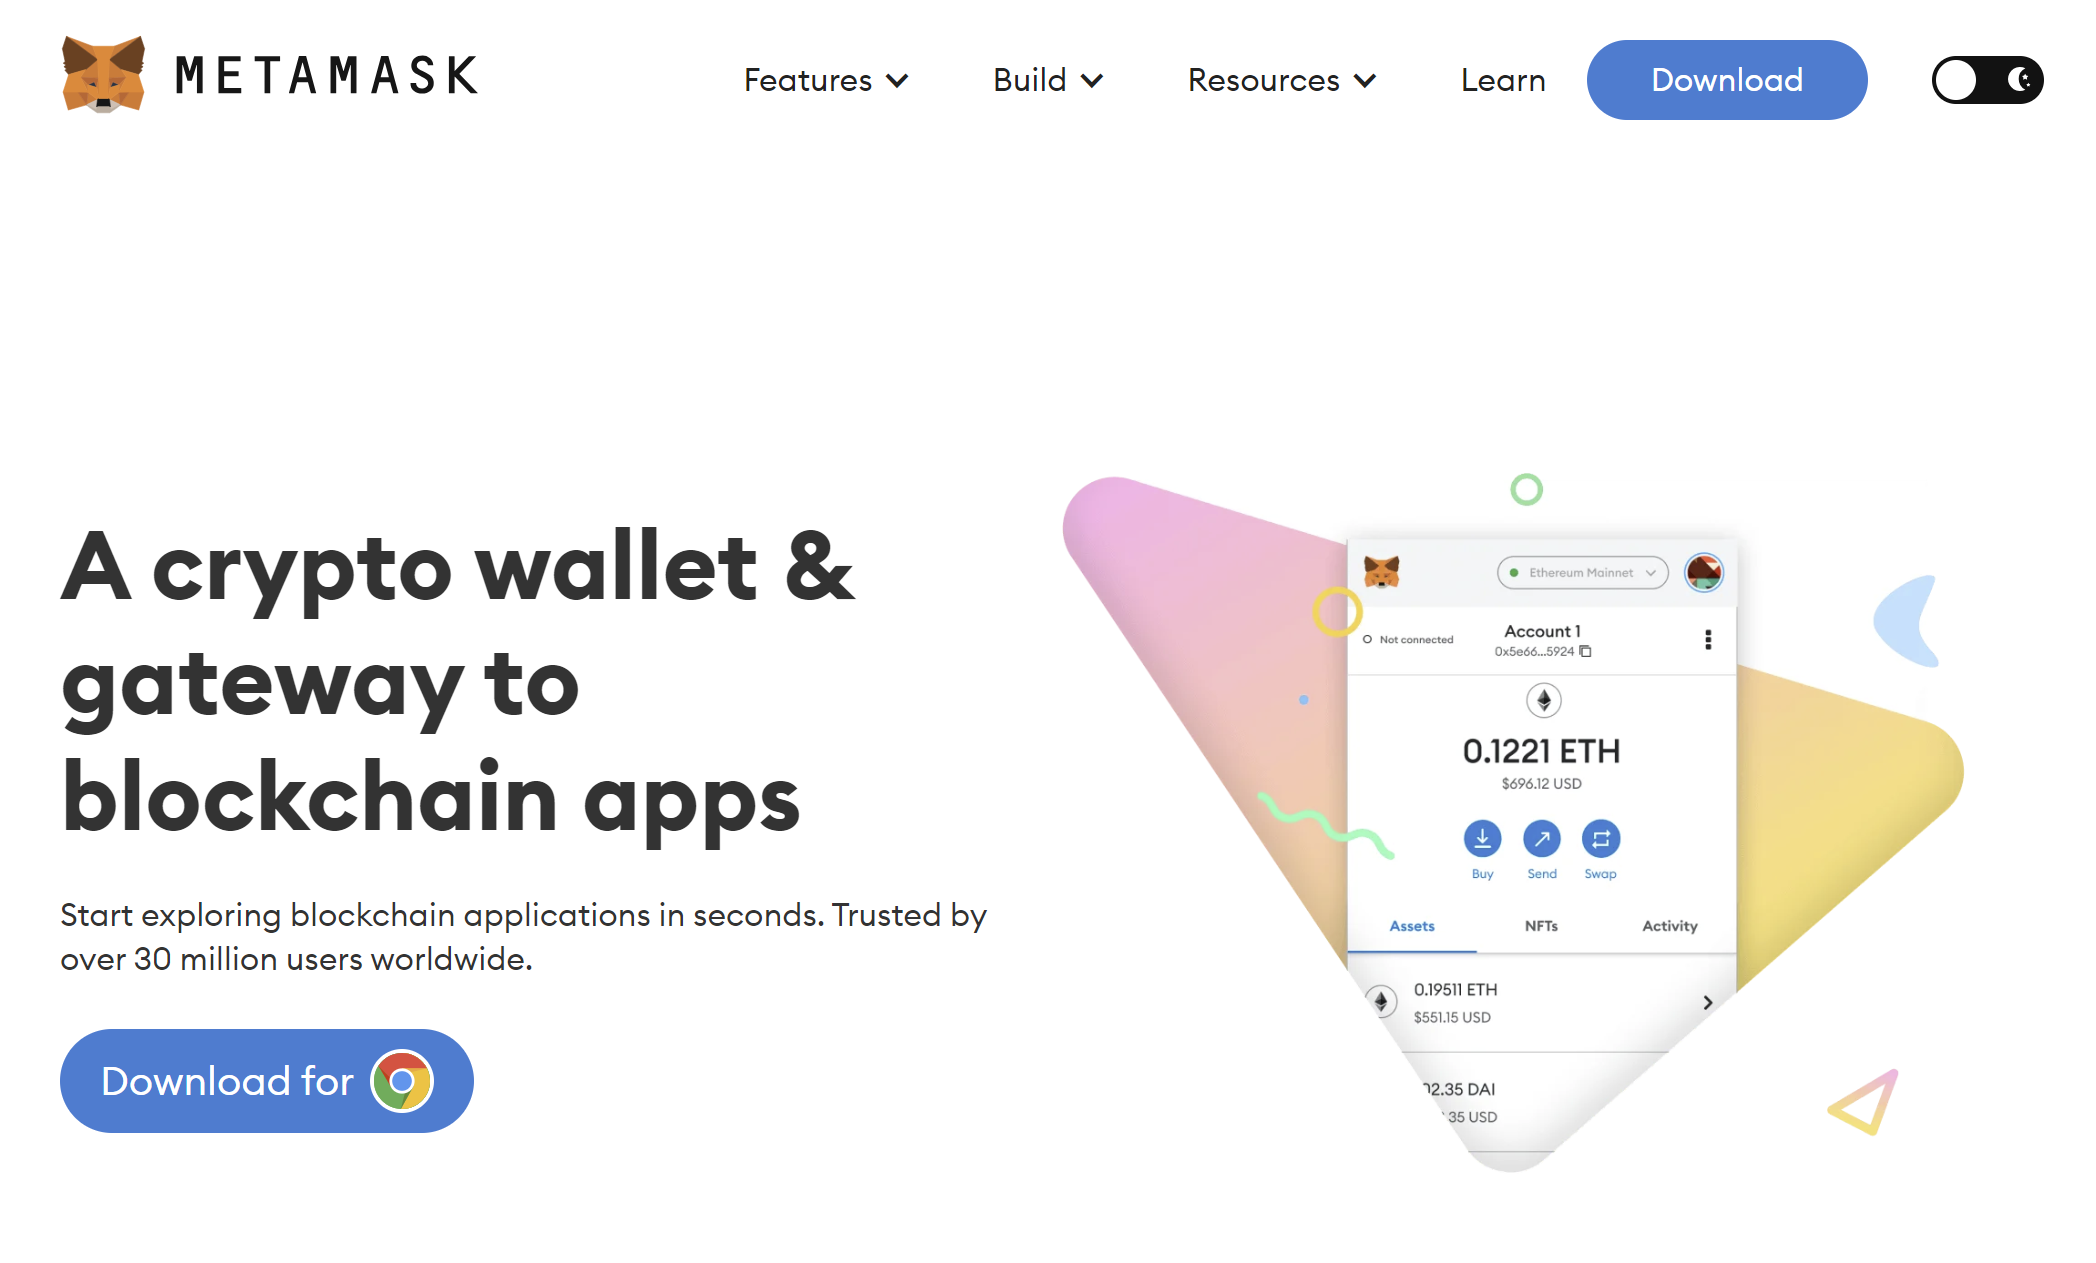 METAMASK
Features
Build
Resources
Learn
Download
A crypto wallet &
gateway to
blockchain apps
Start exploring blockchain applications in seconds. Trusted by
over 30 million users worldwide.
Download for
Ethereum Mainnet
Not connected
Account 1
0x5e66...5924
0.1221 ETH
$696.12 USD
Buy
Send
Swap
Assets
NFTs
Activity
0.19511 ETH
$551.15 USD
02.35 DAI
.35 USD